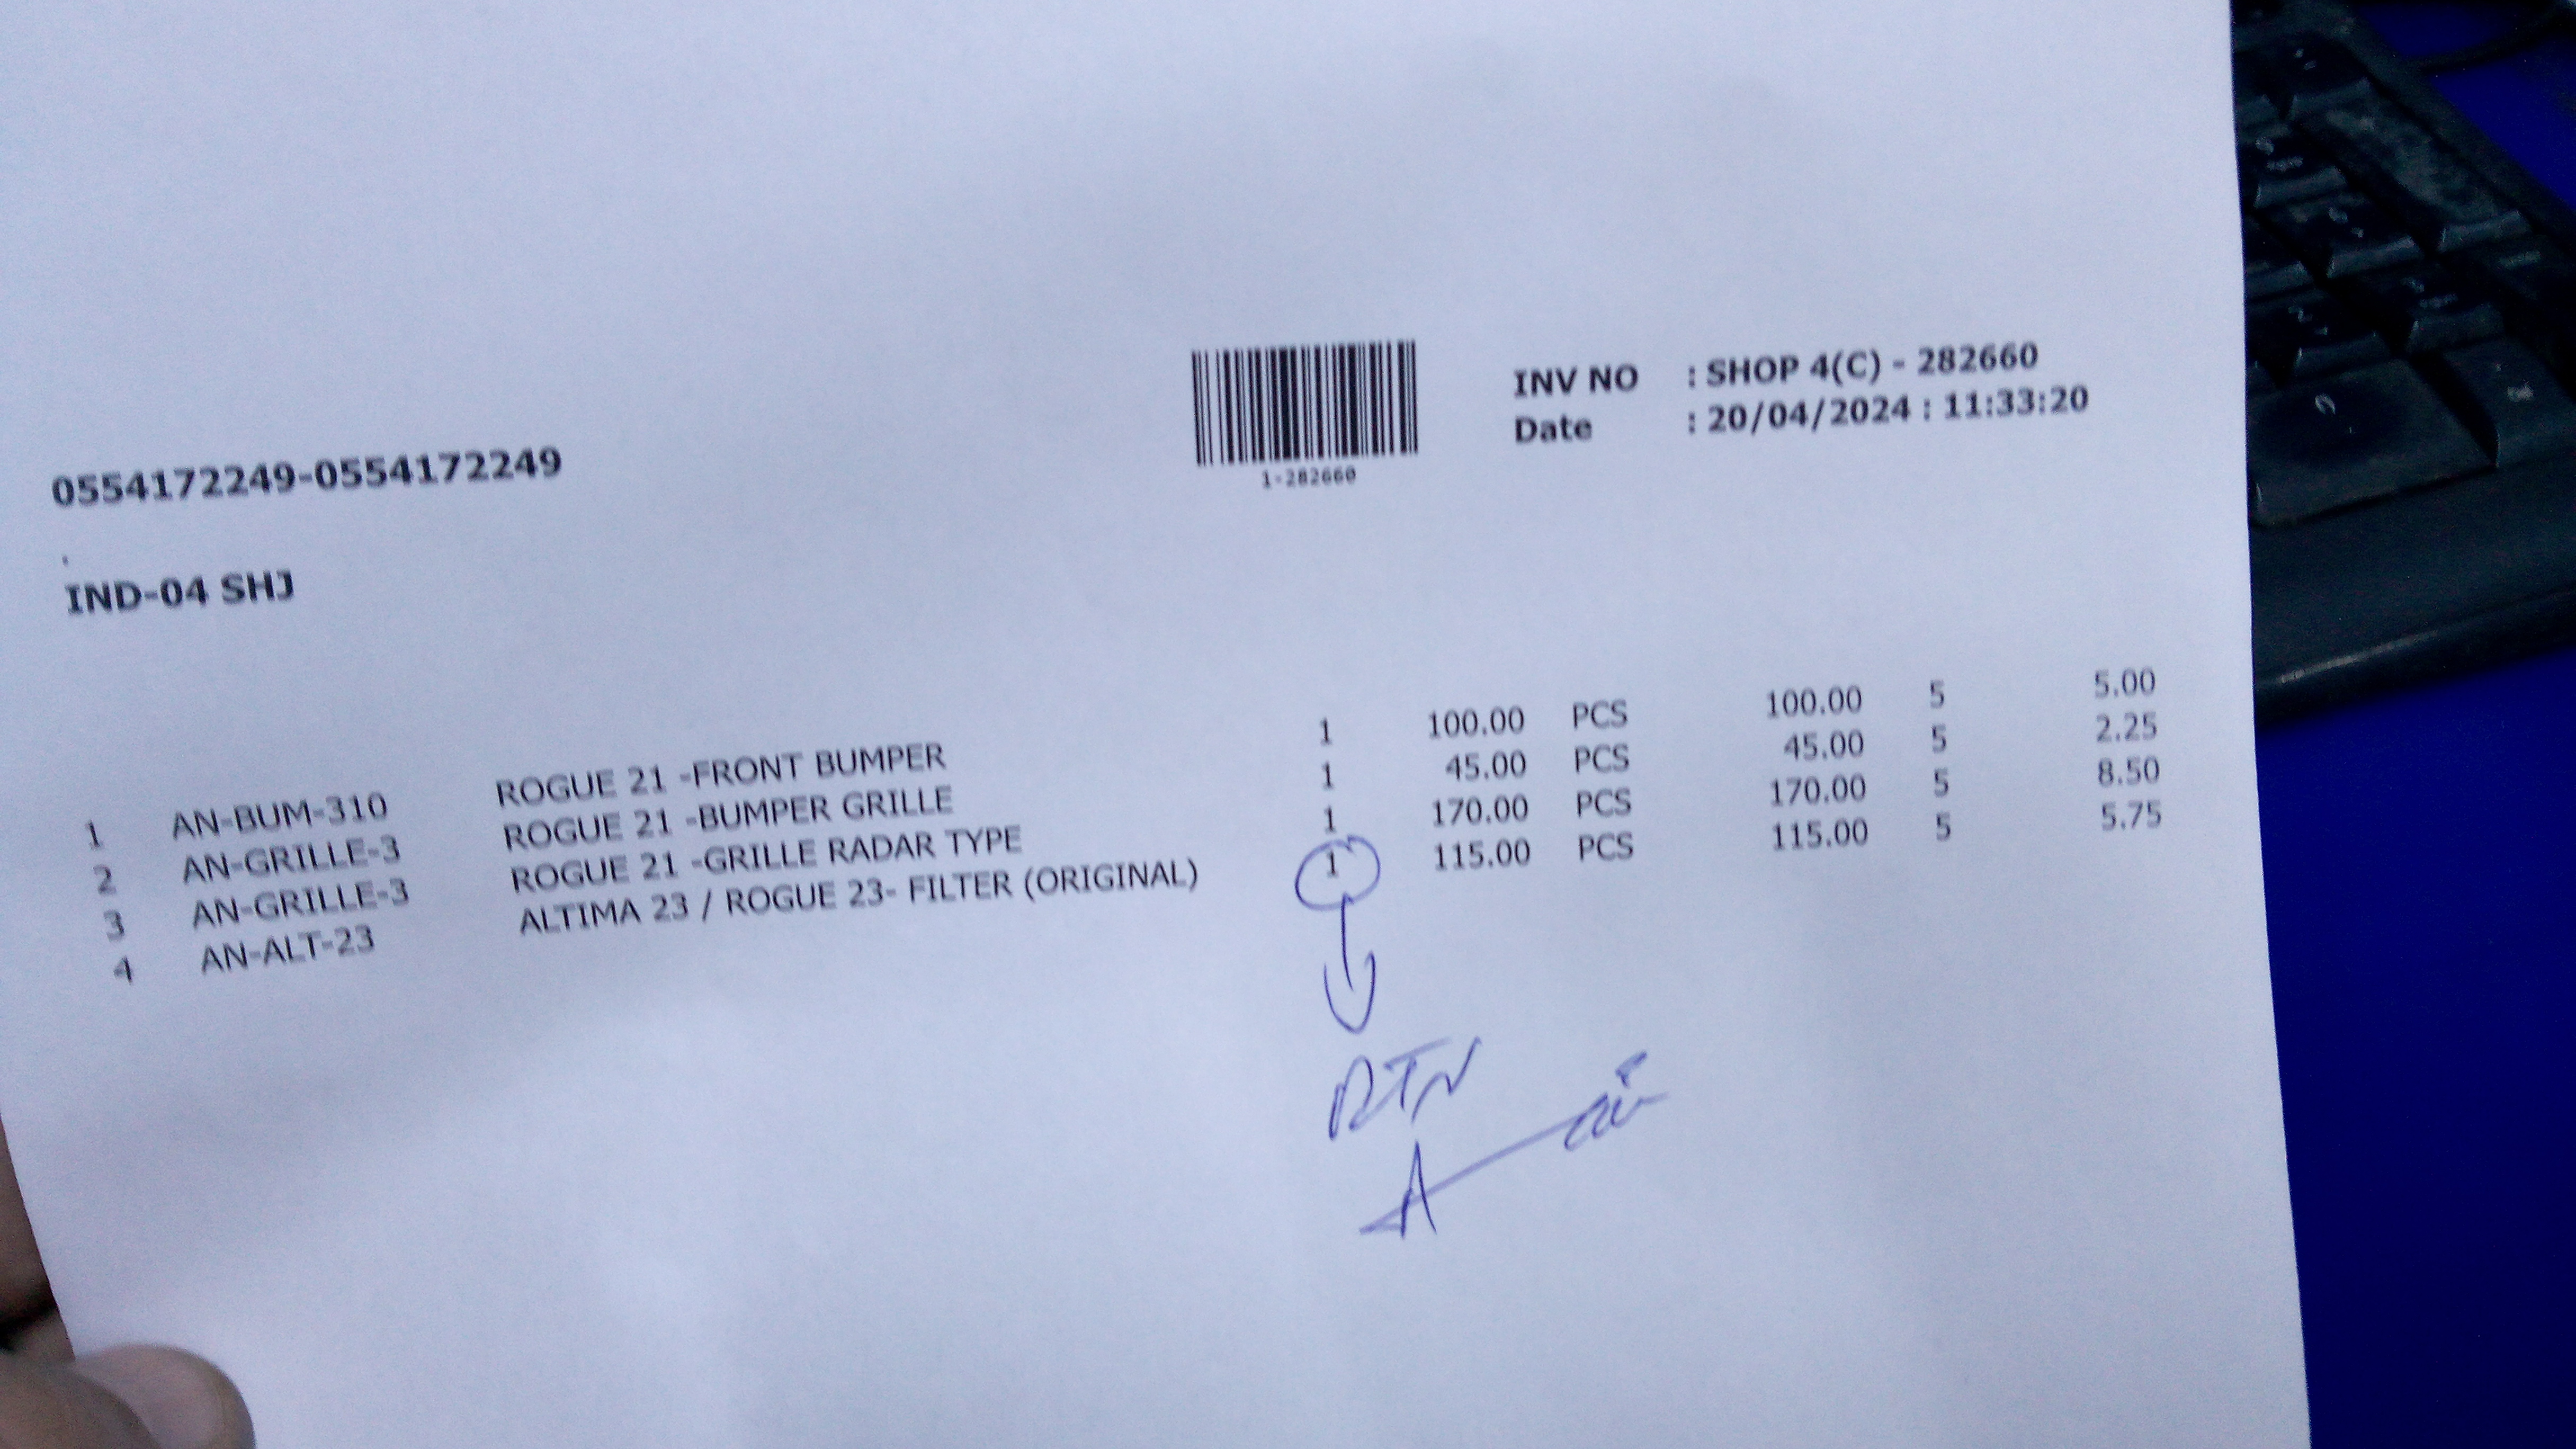 INV NO : SHOP 4(C) - 282660
Date : 20/04/2024 : 11:33:20
1-282660
0554172249-0554172249
.
IND-04 SHJ
1 AN-BUM-310 ROGUE 21 -FRONT BUMPER 1 100.00 PCS 100.00 5 5.00
2 AN-GRILLE-3 ROGUE 21 -BUMPER GRILLE 1 45.00 PCS 45.00 5 2.25
3 AN-GRILLE-3 ROGUE 21 -GRILLE RADAR TYPE 1 170.00 PCS 170.00 5 8.50
4 AN-ALT-23 ALTIMA 23 / ROGUE 23- FILTER (ORIGINAL) 1 115.00 PCS 115.00 5 5.75
RTN